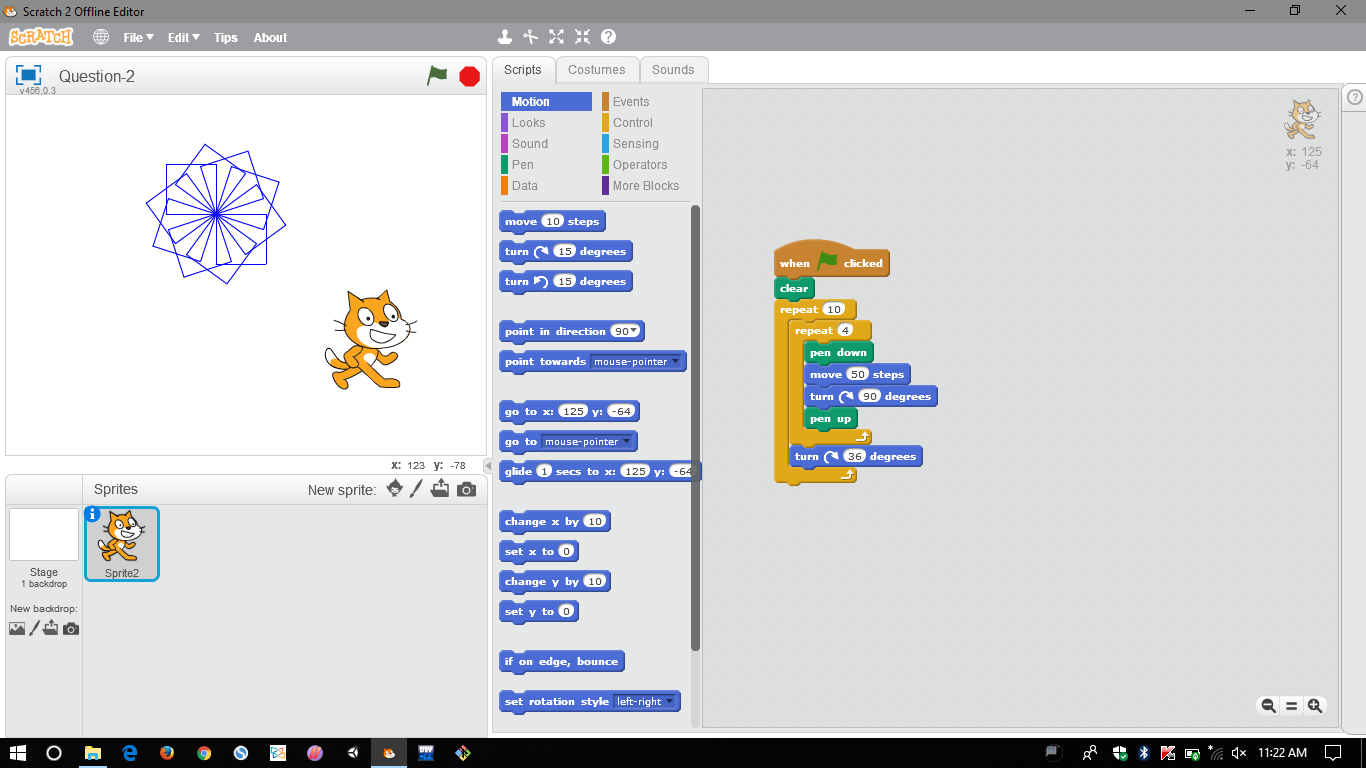 Scratch 2 Offline Editor
SCRATCH File Edit Tips About
Question-2
v456.0.3
Scripts Costumes Sounds
Motion Events
Looks Control
Sound Sensing
Pen Operators
Data More Blocks
move 10 steps
turn 15 degrees
turn 15 degrees
point in direction 90
point towards mouse-pointer
go to x: 125 y: -64
go to mouse-pointer
glide 1 secs to x: 125 y: -64
change x by 10
set x to 0
change y by 10
set y to 0
if on edge, bounce
set rotation style left-right
when clicked
clear
repeat 10
repeat 4
pen down
move 50 steps
turn 90 degrees
pen up
turn 36 degrees
x: 125
y: -64
x: 123 y: -78
Sprites New sprite:
Stage
1 backdrop
New backdrop:
Sprite2
11:22 AM